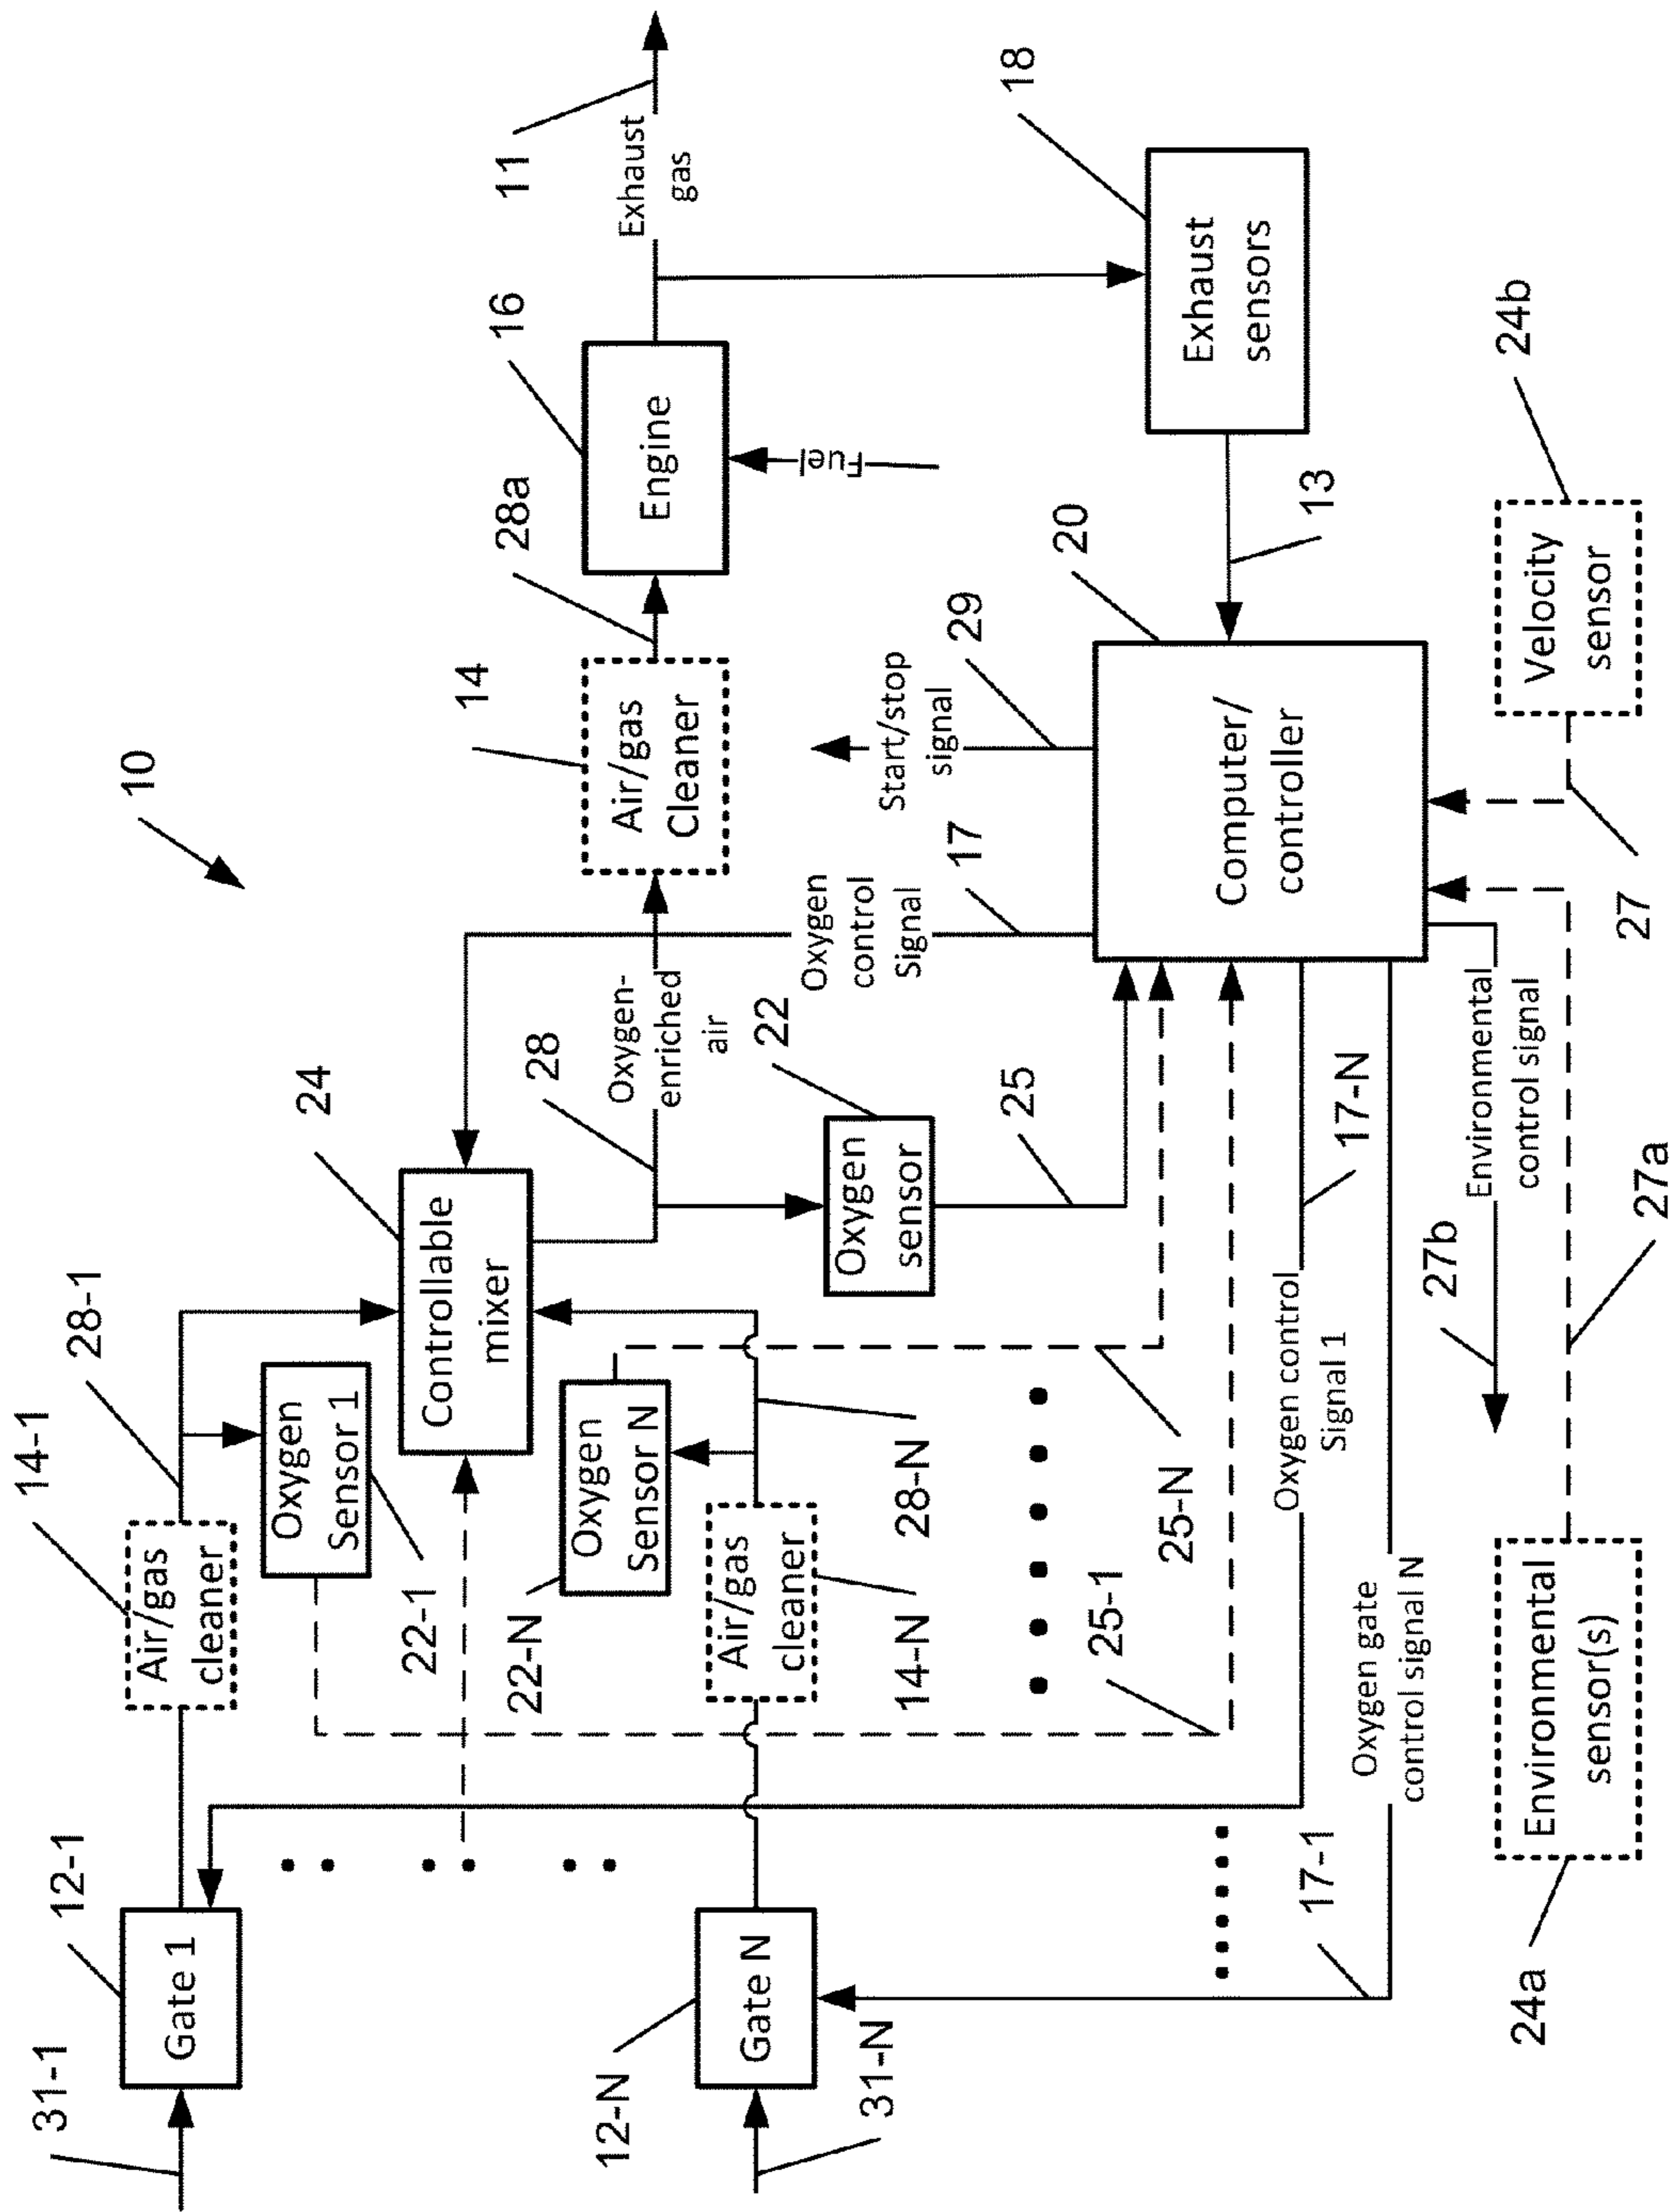 10
31-1
12-1
Gate 1
14-1
Air/gas
cleaner
28-1
Oxygen
Sensor 1
22-1
24
Controllable
mixer
22-N
Oxygen
Sensor N
12-N
Gate N
31-N
Air/gas
cleaner
14-N
28-N
28
Oxygen-
enriched
air
22
Oxygen
sensor
25
25-N
25-1
14
Air/gas
Cleaner
28a
16
Engine
Fuel
11
Exhaust
gas
18
Exhaust
sensors
13
20
Computer/
controller
29
Start/stop
signal
17
Oxygen
control
Signal
17-N
Oxygen control
Signal 1
17-1
Oxygen gate
control signal N
27b
Environmental
control signal
24a
Environmental
sensor(s)
27a
27
24b
Velocity
sensor